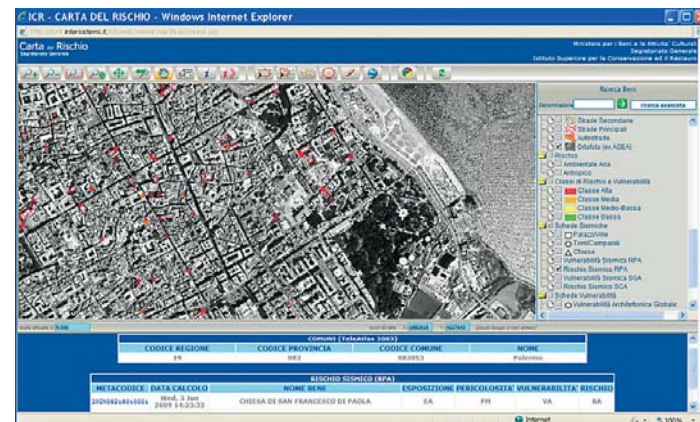 ICR - CARTA DEL RISCHIO - Windows Internet Explorer
Carta del Rischio
Segretariato Generale
Ministero per i Beni e le Attivita' Culturali
Segretariato Generale
Istituto Superiore per la Conservazione ed il Restauro
Ricerca Beni
Denominazione
ricerca avanzata
Strade Secondarie
Strade Principali
Autostrade
Ortofoto (ex AGEA)
Rischio
Ambientale Aria
Antropico
Classi di Rischio e Vulnerabilità
Classe Alta
Classe Media
Classe Medio-Bassa
Classe Bassa
Schede Sismiche
Palazzi/Ville
Torri/Campanili
Chiese
Vulnerabilità Sismica RPA
Rischio Sismico RPA
Vulnerabilità Sismica SGA
Rischio Sismico SGA
Schede Vulnerabilità
Vulnerabilità Architettonica Globale
COMUNI (TeleAtlas 2003)
CODICE REGIONE CODICE PROVINCIA CODICE COMUNE NOME
19 082 082053 Palermo
RISCHIO SISMICO (RPA)
METACODICE DATA CALCOLO NOME BENE ESPOSIZIONE PERICOLOSITA' VULNERABILITA' RISCHIO
Wed, 3 Jun
2009 14:23:33 CHIESA DI SAN FRANCESCO DI PAOLA EA PM VA RA
Internet 100%